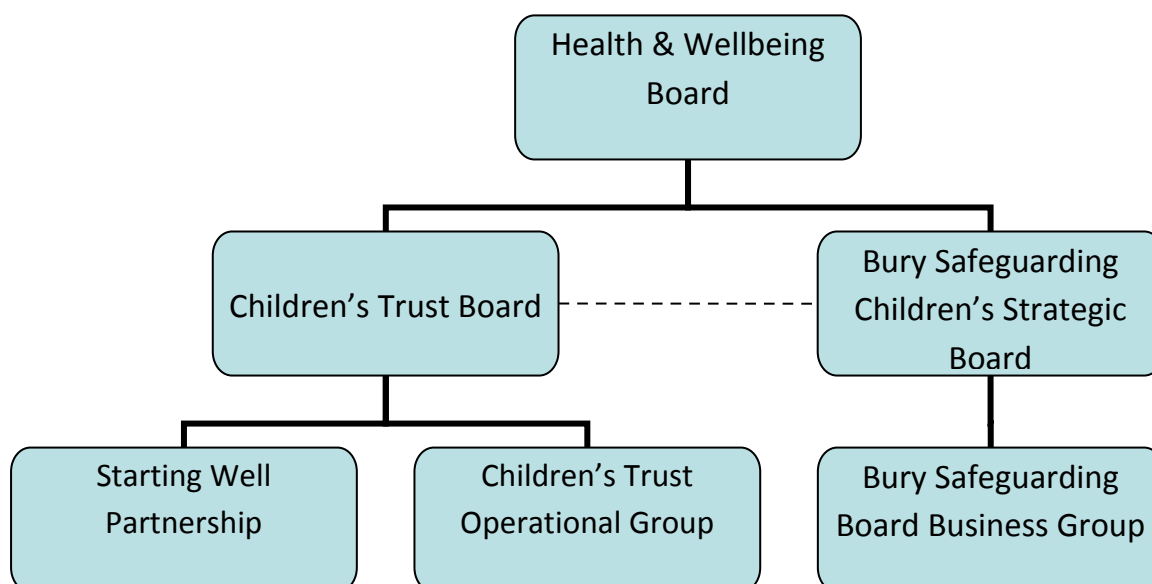 Health & Wellbeing
Board
Children’s Trust Board
Bury Safeguarding
Children’s Strategic
Board
Starting Well
Partnership
Children’s Trust
Operational Group
Bury Safeguarding
Board Business Group